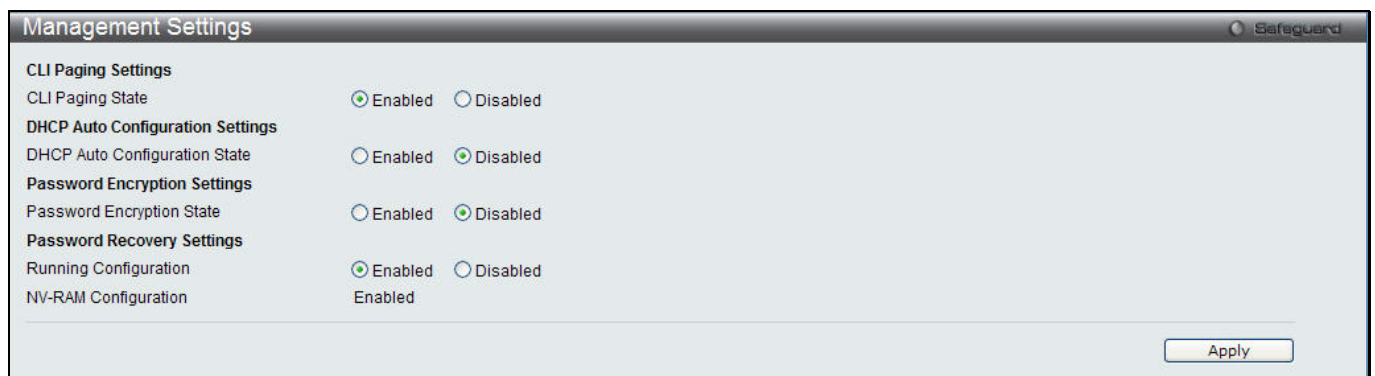 Management Settings
Safeguard
CLI Paging Settings
CLI Paging State Enabled Disabled
DHCP Auto Configuration Settings
DHCP Auto Configuration State Enabled Disabled
Password Encryption Settings
Password Encryption State Enabled Disabled
Password Recovery Settings
Running Configuration Enabled Disabled
NV-RAM Configuration Enabled
Apply